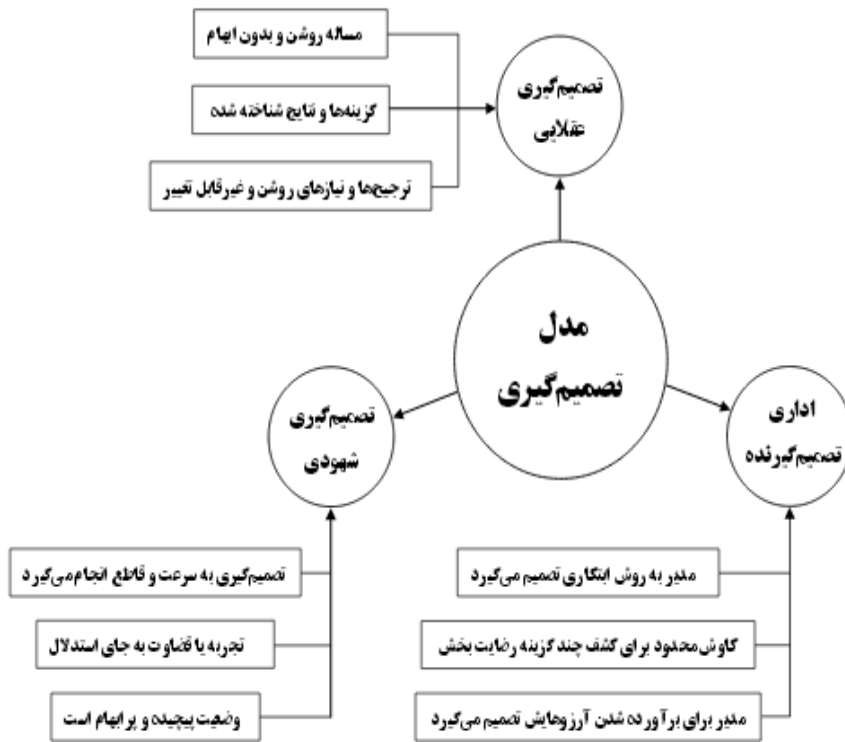 مساله روشن و بدون ابهام
گزینه‌ها و نتایج شناخته شده
ترجیح‌ها و نیازهای روشن و غیرقابل تغییر
تصمیم‌گیری
عقلایی
مدل
تصمیم‌گیری
اداری
تصمیم‌گیرنده
مدیر به روش ابتکاری تصمیم می‌گیرد
کاوش محدود برای کشف چند گزینه رضایت بخش
مدیر برای برآورده شدن آرزوهایش تصمیم می‌گیرد
تصمیم‌گیری
شهودی
تصمیم‌گیری به سرعت و قاطع انجام می‌گیرد
تجربه یا قضاوت به جای استدلال
وضعیت پیچیده و پر ابهام است